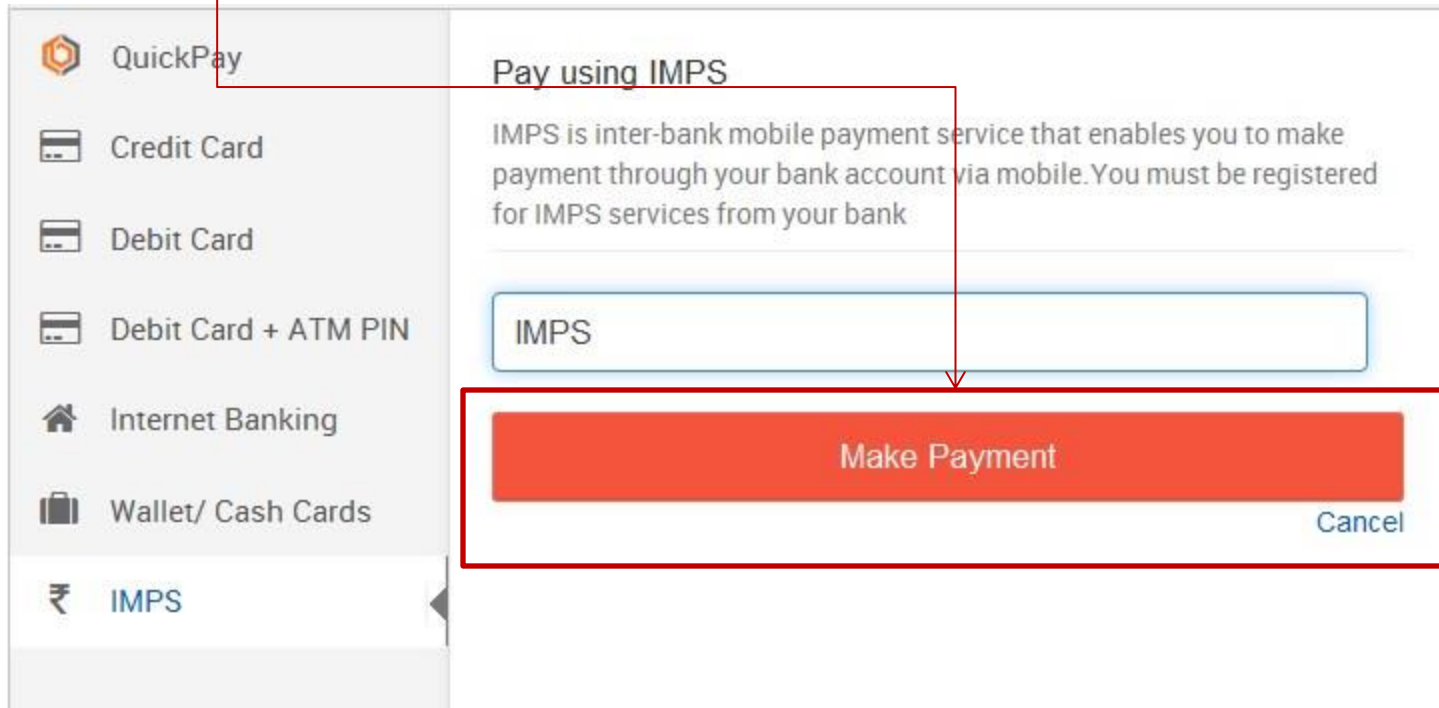 QuickPay
Credit Card
Debit Card
Debit Card + ATM PIN
Internet Banking
Wallet/ Cash Cards
₹ IMPS
Pay using IMPS
IMPS is inter-bank mobile payment service that enables you to make
payment through your bank account via mobile.You must be registered
for IMPS services from your bank
IMPS
Make Payment
Cancel